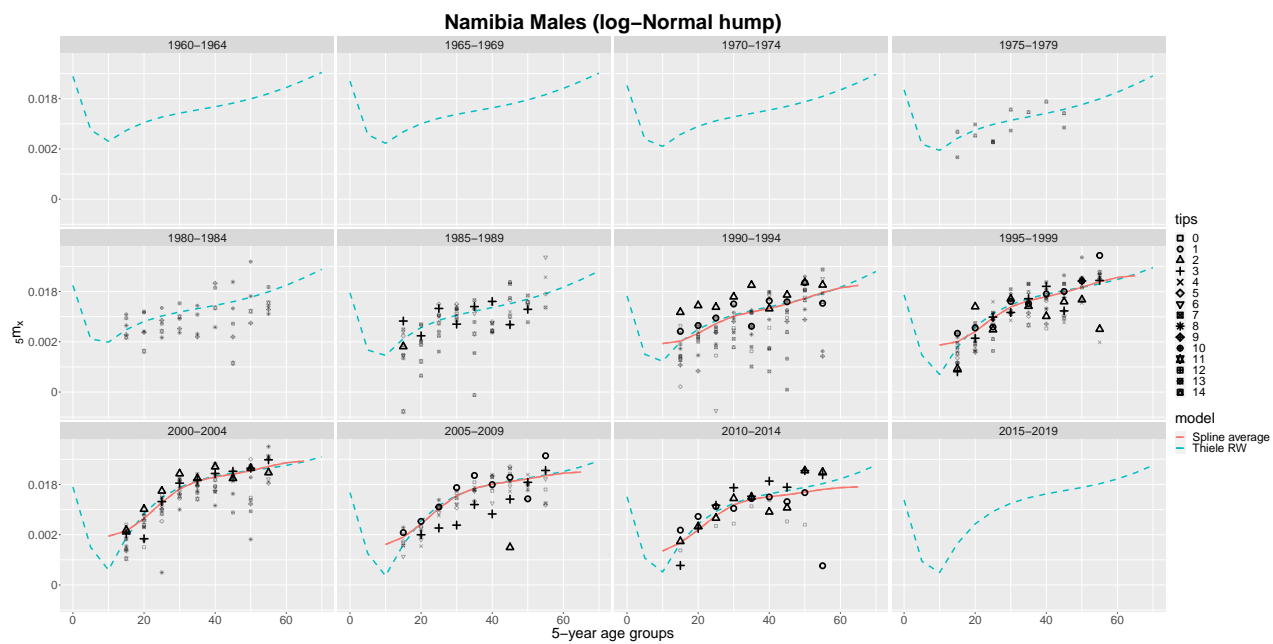 Namibia Males (log−Normal hump)
1960−1964 1965−1969 1970−1974 1975−1979
0.018
0.002
0
1980−1984 1985−1989 1990−1994 1995−1999
0.018
0.002
0
2000−2004 2005−2009 2010−2014 2015−2019
0.018
0.002
0
0 20 40 60 0 20 40 60 0 20 40 60 0 20 40 60
5−year age groups
5mx
tips
0
1
2
3
4
5
6
7
8
9
10
11
12
13
14
model
Spline average
Thiele RW